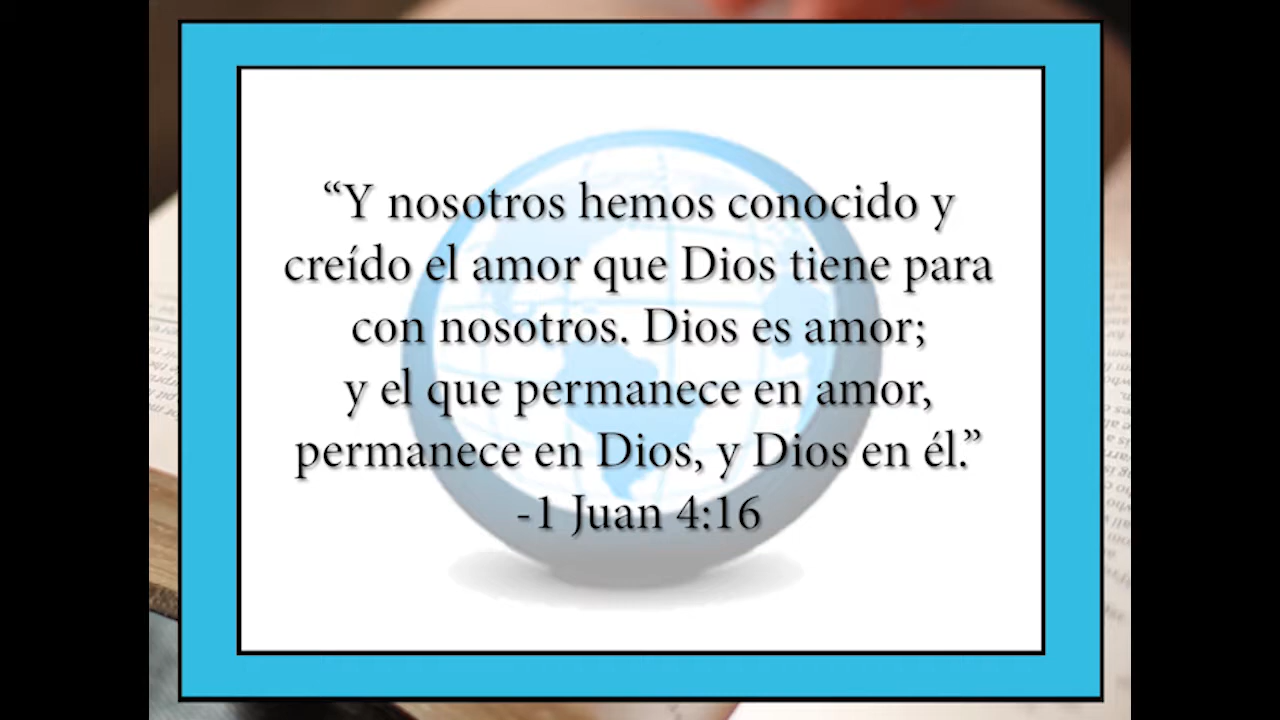 “Y nosotros hemos conocido y
creído el amor que Dios tiene para
con nosotros. Dios es amor;
y el que permanece en amor,
permanece en Dios, y Dios en él.”
-1 Juan 4:16